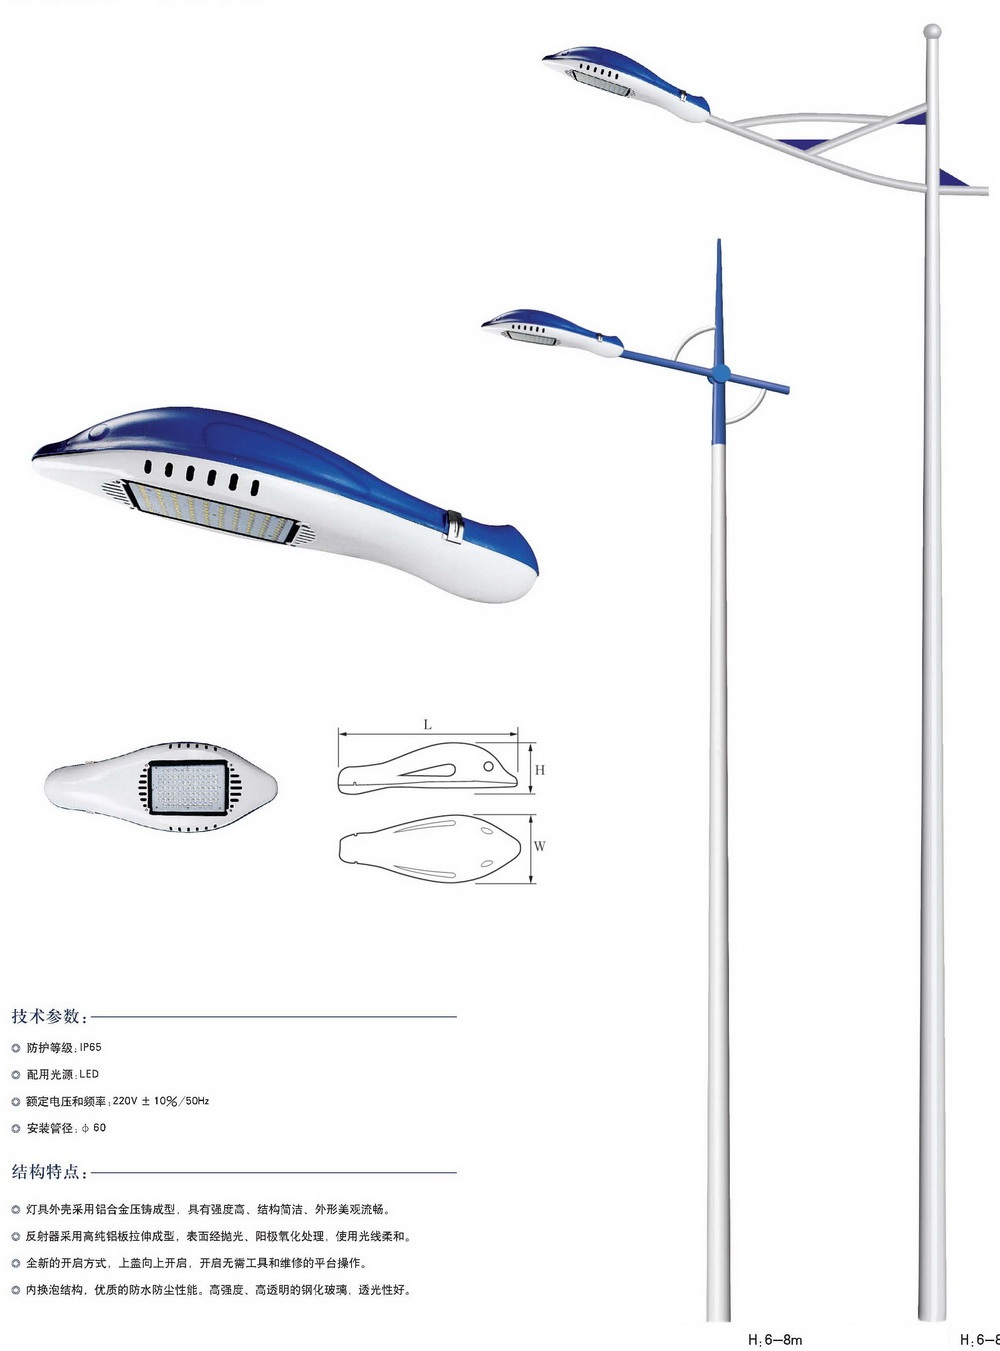 L
H
W
技术参数:
◎ 防护等级:IP65
◎ 配用光源:LED
◎ 额定电压和频率:220V ± 10%/50Hz
◎ 安装管径:φ 60
结构特点:
◎ 灯具外壳采用铝合金压铸成型，具有强度高、结构简洁、外形美观流畅。
◎ 反射器采用高纯铝板拉伸成型，表面经抛光、阳极氧化处理，使用光线柔和。
◎ 全新的开启方式，上盖向上开启，开启无需工具和维修的平台操作。
◎ 内换泡结构，优质的防水防尘性能。高强度、高透明的钢化玻璃，透光性好。
H:6-8m
H:6-8